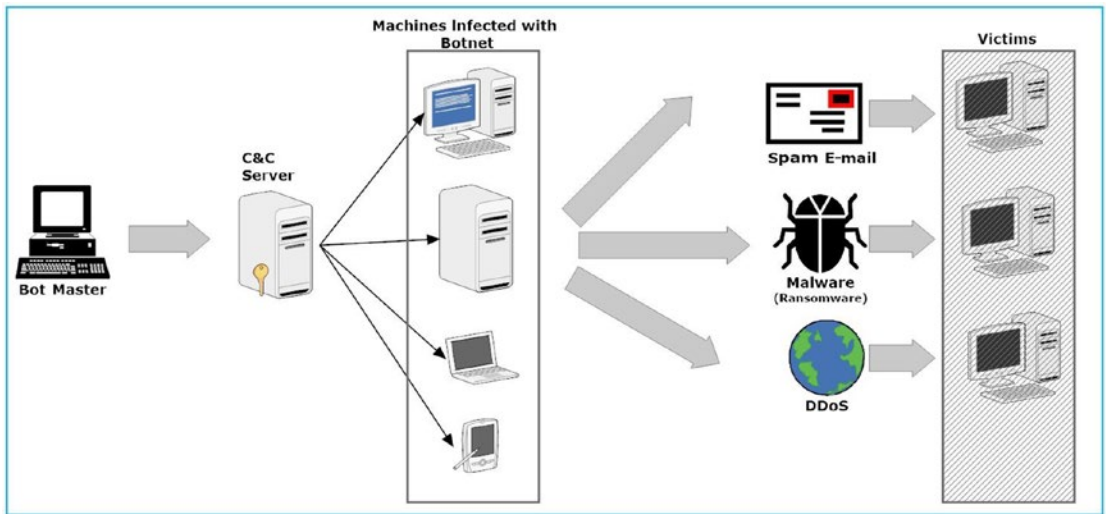 Machines Infected with
Botnet
Victims
C&C
Server
Bot Master
Spam E-mail
Malware
(Ransomware)
DDoS